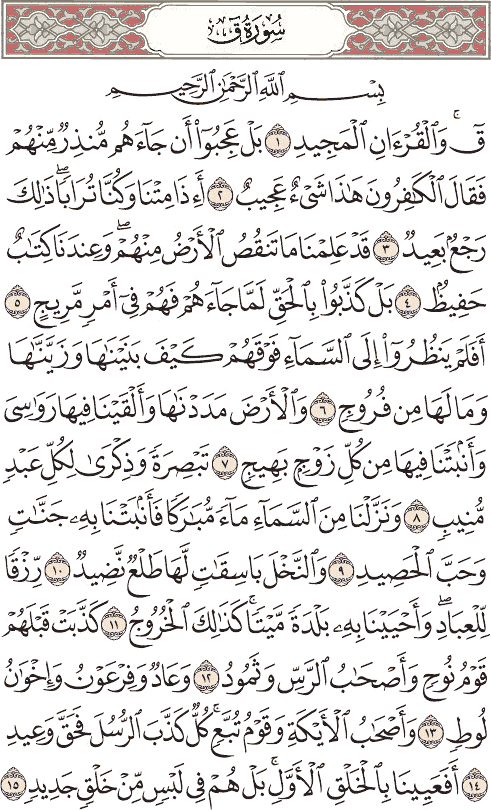 سُورَةُ قٓ
بِسْمِ اللَّهِ الرَّحْمَٰنِ الرَّحِيمِ
قٓۚ وَٱلْقُرْءَانِ ٱلْمَجِيدِ ١ بَلْ عَجِبُوٓا۟ أَن جَآءَهُم مُّنذِرٌ مِّنْهُمْ
فَقَالَ ٱلْكَٰفِرُونَ هَٰذَا شَىْءٌ عَجِيبٌ ٢ أَءِذَا مِتْنَا وَكُنَّا تُرَابًاۖ ذَٰلِكَ
رَجْعٌۢ بَعِيدٌ ٣ قَدْ عَلِمْنَا مَا تَنقُصُ ٱلْأَرْضُ مِنْهُمْۖ وَعِندَنَا كِتَٰبٌ
حَفِيظٌۢ ٤ بَلْ كَذَّبُوا۟ بِٱلْحَقِّ لَمَّا جَآءَهُمْ فَهُمْ فِىٓ أَمْرٍ مَّرِيجٍ ٥
أَفَلَمْ يَنظُرُوٓا۟ إِلَى ٱلسَّمَآءِ فَوْقَهُمْ كَيْفَ بَنَيْنَٰهَا وَزَيَّنَّٰهَا
وَمَا لَهَا مِن فُرُوجٍ ٦ وَٱلْأَرْضَ مَدَدْنَٰهَا وَأَلْقَيْنَا فِيهَا رَوَٰسِىَ
وَأَنۢبَتْنَا فِيهَا مِن كُلِّ زَوْجٍۭ بَهِيجٍ ٧ تَبْصِرَةً وَذِكْرَىٰ لِكُلِّ عَبْدٍ
مُّنِيبٍ ٨ وَنَزَّلْنَا مِنَ ٱلسَّمَآءِ مَآءً مُّبَٰرَكًا فَأَنۢبَتْنَا بِهِۦ جَنَّٰتٍ
وَحَبَّ ٱلْحَصِيدِ ٩ وَٱلنَّخْلَ بَاسِقَٰتٍ لَّهَا طَلْعٌ نَّضِيدٌ ١٠ رِّزْقًا
لِّلْعِبَادِۖ وَأَحْيَيْنَا بِهِۦ بَلْدَةً مَّيْتًاۚ كَذَٰلِكَ ٱلْخُرُوجُ ١١ كَذَّبَتْ قَبْلَهُمْ
قَوْمُ نُوحٍ وَأَصْحَٰبُ ٱلرَّسِّ وَثَمُودُ ١٢ وَعَادٌ وَفِرْعَوْنُ وَإِخْوَٰنُ
لُوطٍ ١٣ وَأَصْحَٰبُ ٱلْأَيْكَةِ وَقَوْمُ تُبَّعٍۚ كُلٌّ كَذَّبَ ٱلرُّسُلَ فَحَقَّ وَعِيدِ
١٤ أَفَعَيِينَا بِٱلْخَلْقِ ٱلْأَوَّلِۚ بَلْ هُمْ فِى لَبْسٍ مِّنْ خَلْقٍ جَدِيدٍ ١٥